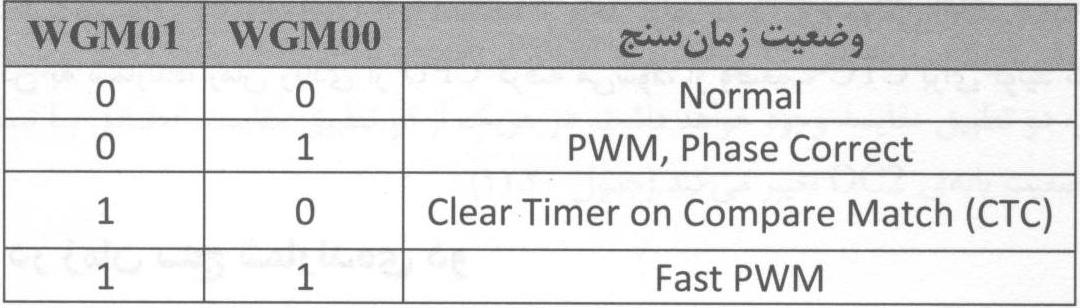 WGM01 WGM00 وضعیت زمان‌سنج
0 0 Normal
0 1 PWM, Phase Correct
1 0 Clear Timer on Compare Match (CTC)
1 1 Fast PWM